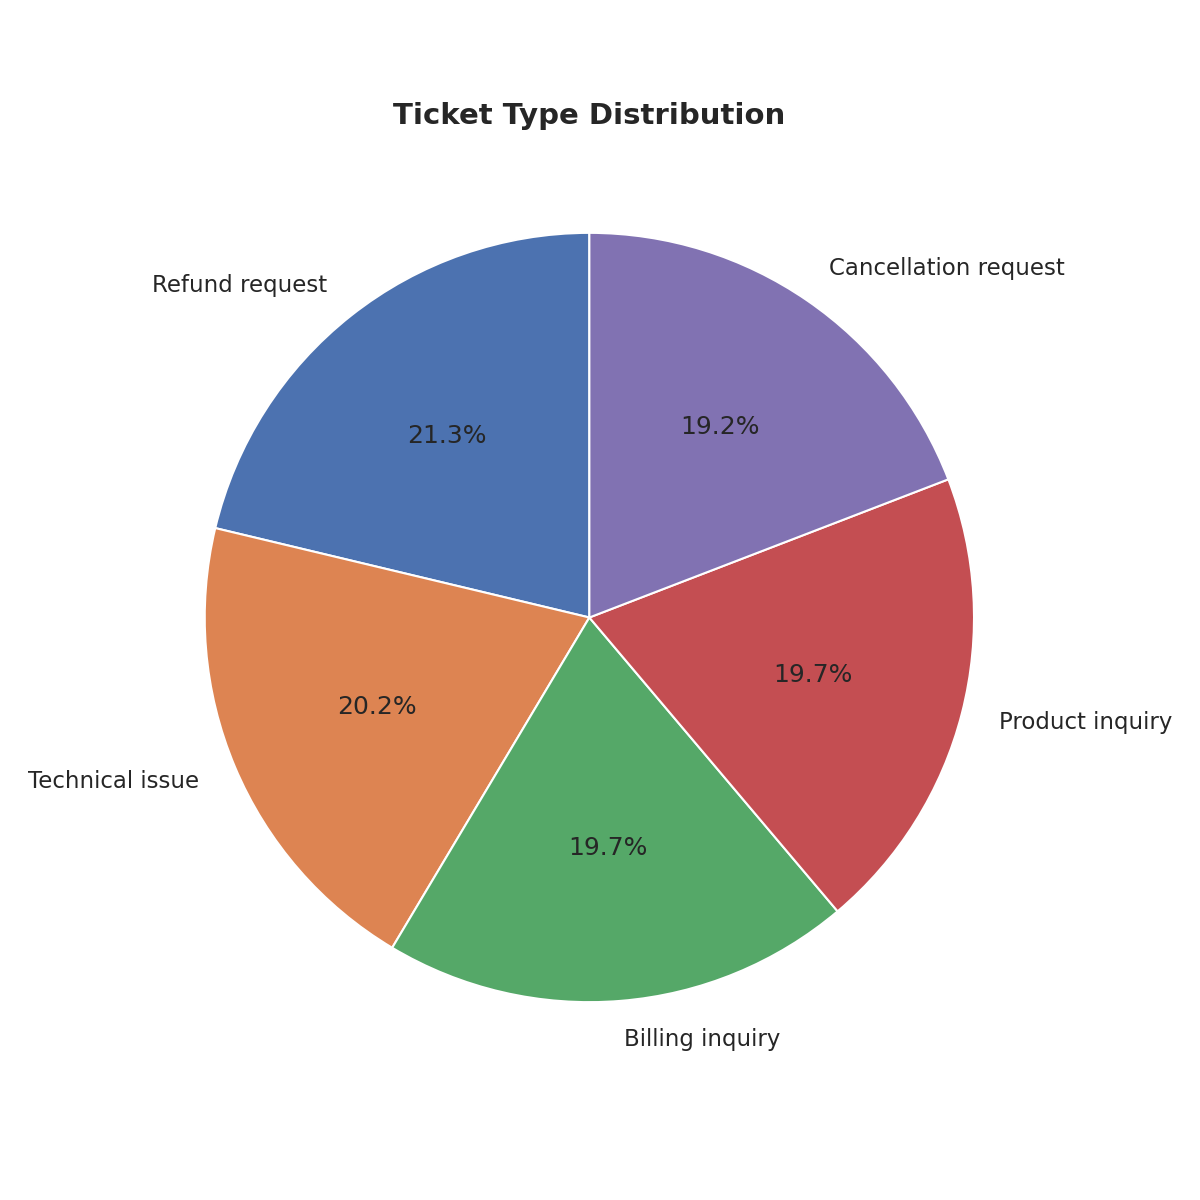 Ticket Type Distribution
Cancellation request
Refund request
19.2%
21.3%
19.7%
20.2%
Product inquiry
Technical issue
19.7%
Billing inquiry